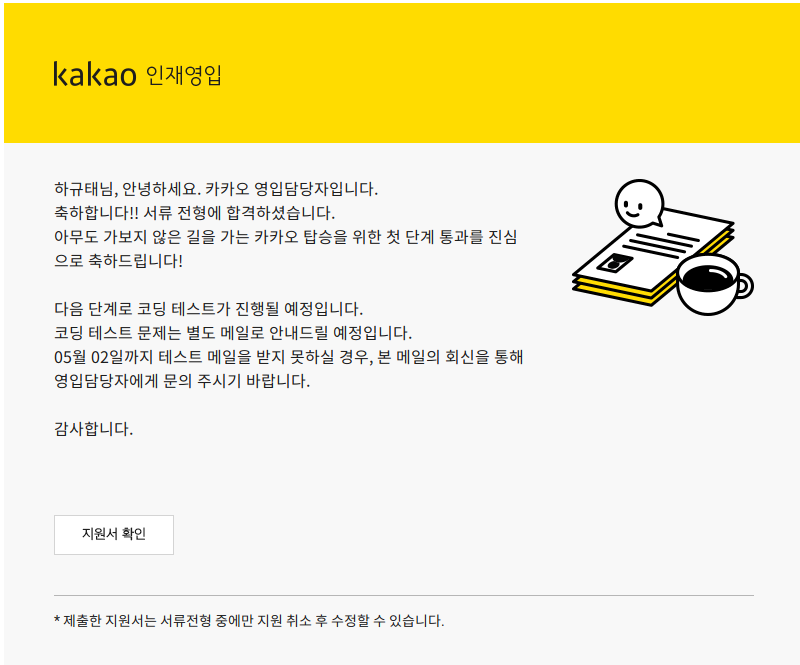 kakao 인재영입
하규태님, 안녕하세요. 카카오 영입담당자입니다.
축하합니다!! 서류 전형에 합격하셨습니다.
아무도 가보지 않은 길을 가는 카카오 탑승을 위한 첫 단계 통과를 진심
으로 축하드립니다!
다음 단계로 코딩 테스트가 진행될 예정입니다.
코딩 테스트 문제는 별도 메일로 안내드릴 예정입니다.
05월 02일까지 테스트 메일을 받지 못하실 경우, 본 메일의 회신을 통해
영입담당자에게 문의 주시기 바랍니다.
감사합니다.
지원서 확인
* 제출한 지원서는 서류전형 중에만 지원 취소 후 수정할 수 있습니다.